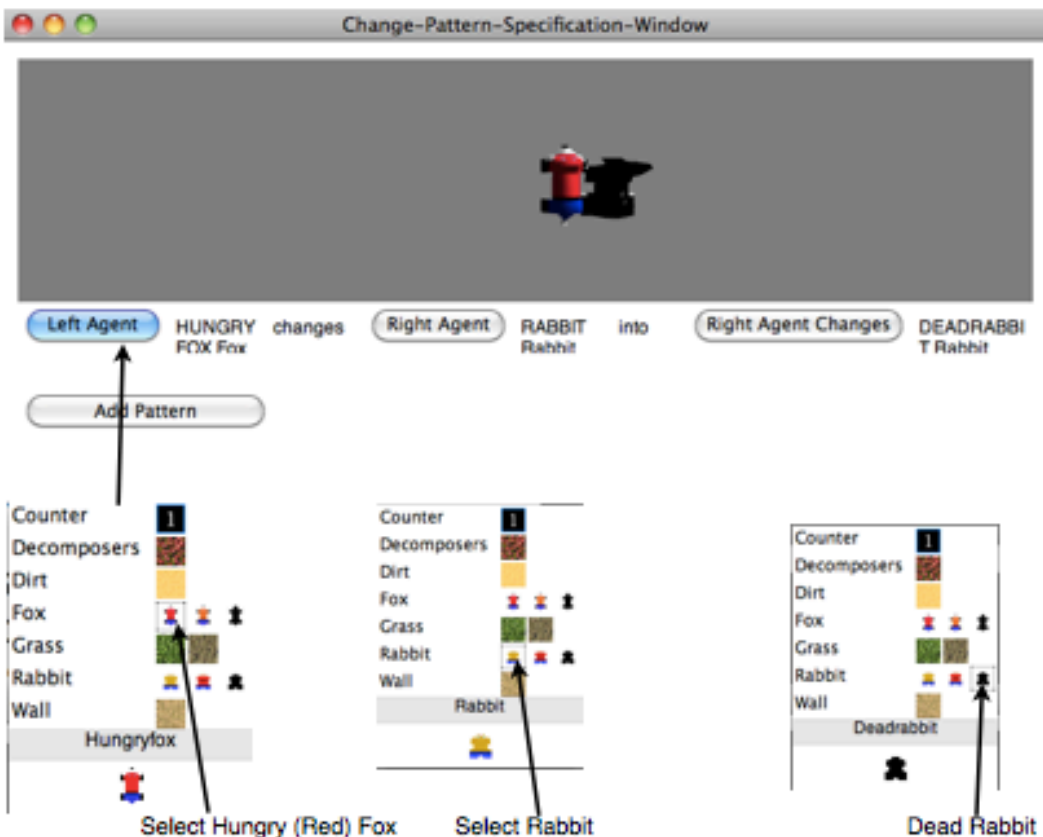 Change-Pattern-Specification-Window
Left Agent HUNGRY FOX Fox changes Right Agent RABBIT Rabbit into Right Agent Changes DEADRABBI T Rabbit
Add Pattern
Counter 1
Decomposers
Dirt
Fox
Grass
Rabbit
Wall
Hungryfox
Select Hungry (Red) Fox
Counter 1
Decomposers
Dirt
Fox
Grass
Rabbit
Wall
Rabbit
Select Rabbit
Counter 1
Decomposers
Dirt
Fox
Grass
Rabbit
Wall
Deadrabbit
Dead Rabbit